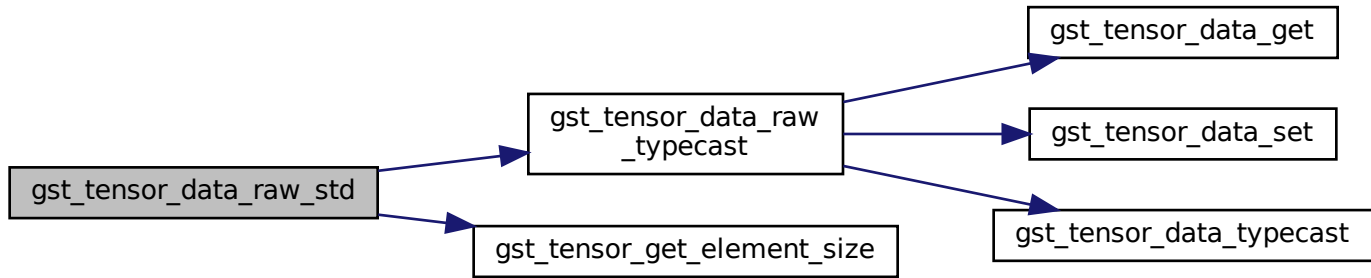 gst_tensor_data_get
gst_tensor_data_raw
_typecast
gst_tensor_data_set
gst_tensor_data_raw_std
gst_tensor_data_typecast
gst_tensor_get_element_size